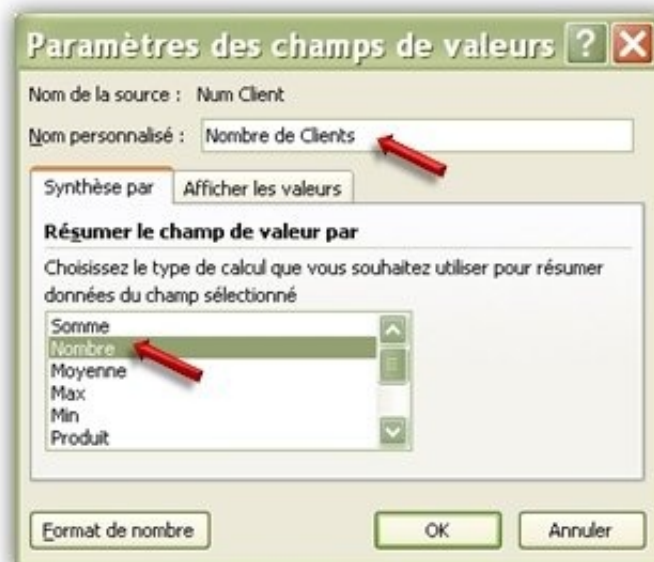 Paramètres des champs de valeurs
Nom de la source : Num Client
Nom personnalisé : Nombre de Clients
Synthèse par Afficher les valeurs
Résumer le champ de valeur par
Choisissez le type de calcul que vous souhaitez utiliser pour résumer
données du champ sélectionné
Somme
Nombre
Moyenne
Max
Min
Produit
Format de nombre OK Annuler